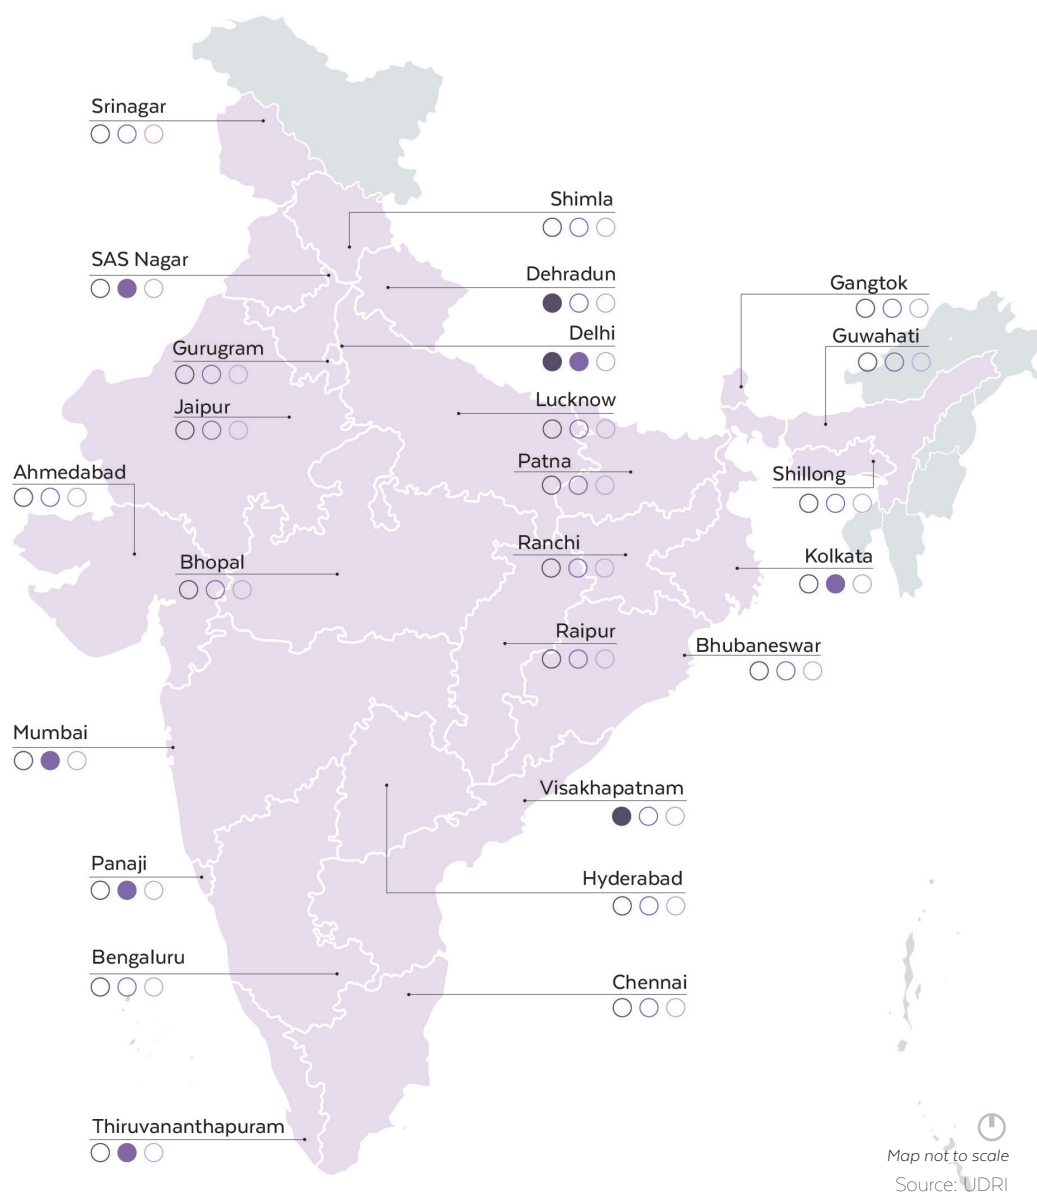 Srinagar
Shimla
SAS Nagar
Dehradun
Gangtok
Delhi
Guwahati
Gurugram
Lucknow
Jaipur
Patna
Ahmedabad
Shillong
Ranchi
Kolkata
Bhopal
Raipur
Bhubaneswar
Mumbai
Visakhapatnam
Panaji
Hyderabad
Bengaluru
Chennai
Thiruvananthapuram
Map not to scale
Source: UDRI